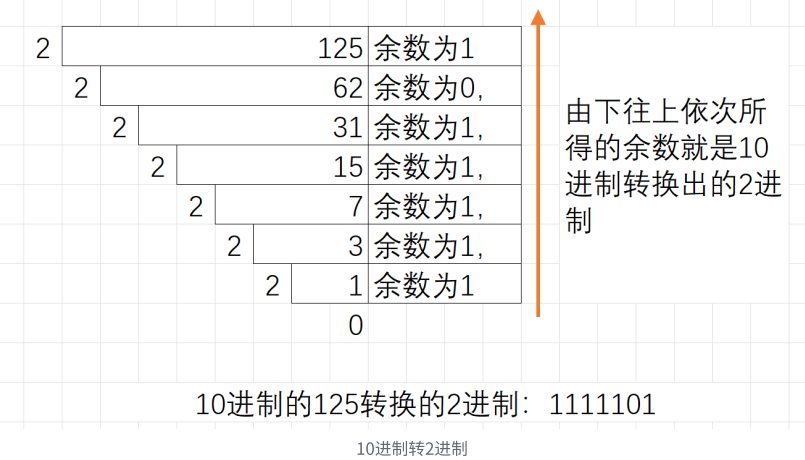 2 125 余数为1
2 62 余数为0,
2 31 余数为1,
2 15 余数为1,
2 7 余数为1,
2 3 余数为1,
2 1 余数为1
0
由下往上依次所
得的余数就是10
进制转换出的2进
制
10进制的125转换的2进制：1111101
10进制转2进制